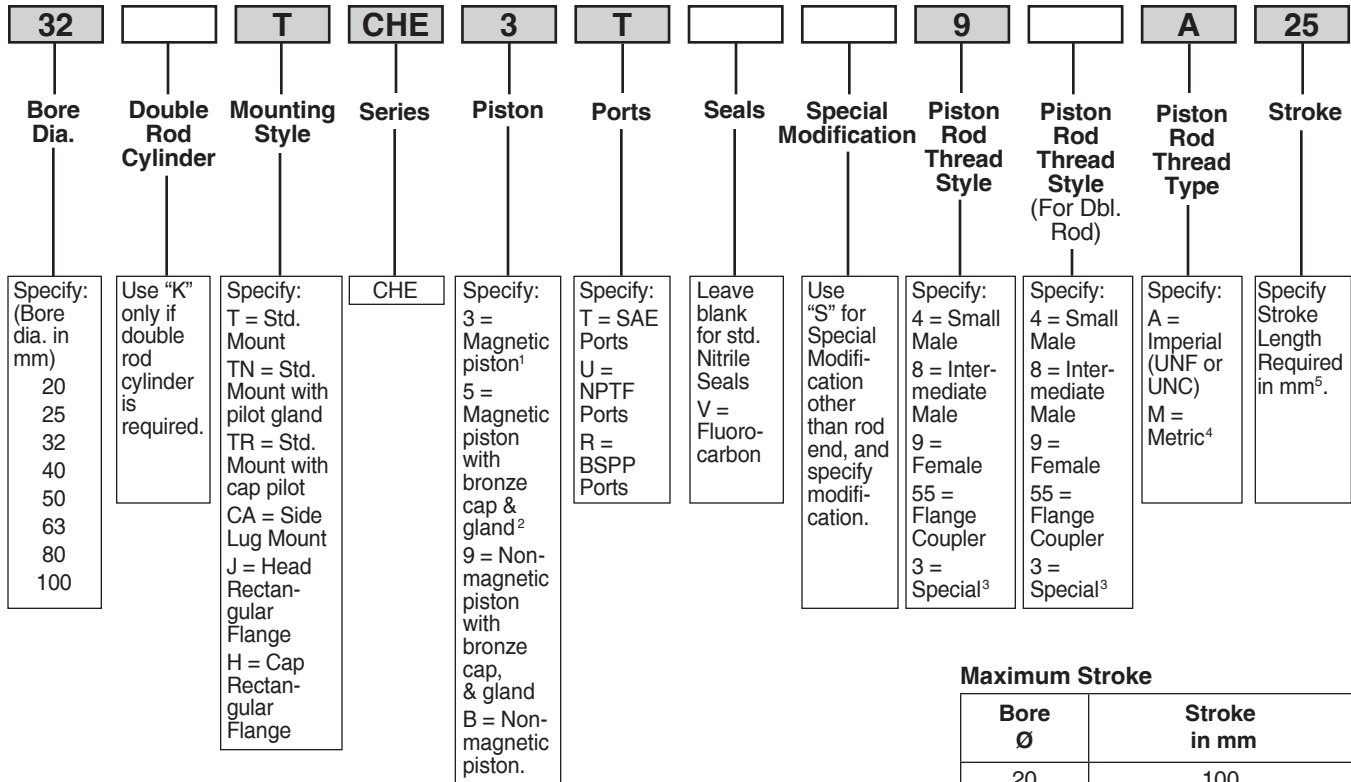 32 T CHE 3 T 9 A 25
Bore
Dia.
Double
Rod
Cylinder
Mounting
Style
Series
Piston
Ports
Seals
Special
Modification
Piston
Rod
Thread
Style
Piston
Rod
Thread
Style
(For Dbl.
Rod)
Piston
Rod
Thread
Type
Stroke
Specify:
(Bore
dia. in
mm)
20
25
32
40
50
63
80
100
Use “K”
only if
double
rod
cylinder
is
required.
Specify:
T = Std.
Mount
TN = Std.
Mount with
pilot gland
TR = Std.
Mount with
cap pilot
CA = Side
Lug Mount
J = Head
Rectan-
gular
Flange
H = Cap
Rectan-
gular
Flange
CHE
Specify:
3 =
Magnetic
piston¹
5 =
Magnetic
piston
with
bronze
cap &
gland²
9 = Non-
magnetic
piston
with
bronze
cap,
& gland
B = Non-
magnetic
piston.
Specify:
T = SAE
Ports
U =
NPTF
Ports
R =
BSPP
Ports
Leave
blank
for std.
Nitrile
Seals
V =
Fluoro-
carbon
Use
“S” for
Special
Modifi-
cation
other
than rod
end, and
specify
modifi-
cation.
Specify:
4 = Small
Male
8 = Inter-
mediate
Male
9 =
Female
55 =
Flange
Coupler
3 =
Special³
Specify:
4 = Small
Male
8 = Inter-
mediate
Male
9 =
Female
55 =
Flange
Coupler
3 =
Special³
Specify:
A =
Imperial
(UNF or
UNC)
M =
Metric⁴
Specify
Stroke
Length
Required
in mm⁵.
Maximum Stroke
Bore
Ø
Stroke
in mm
20 100